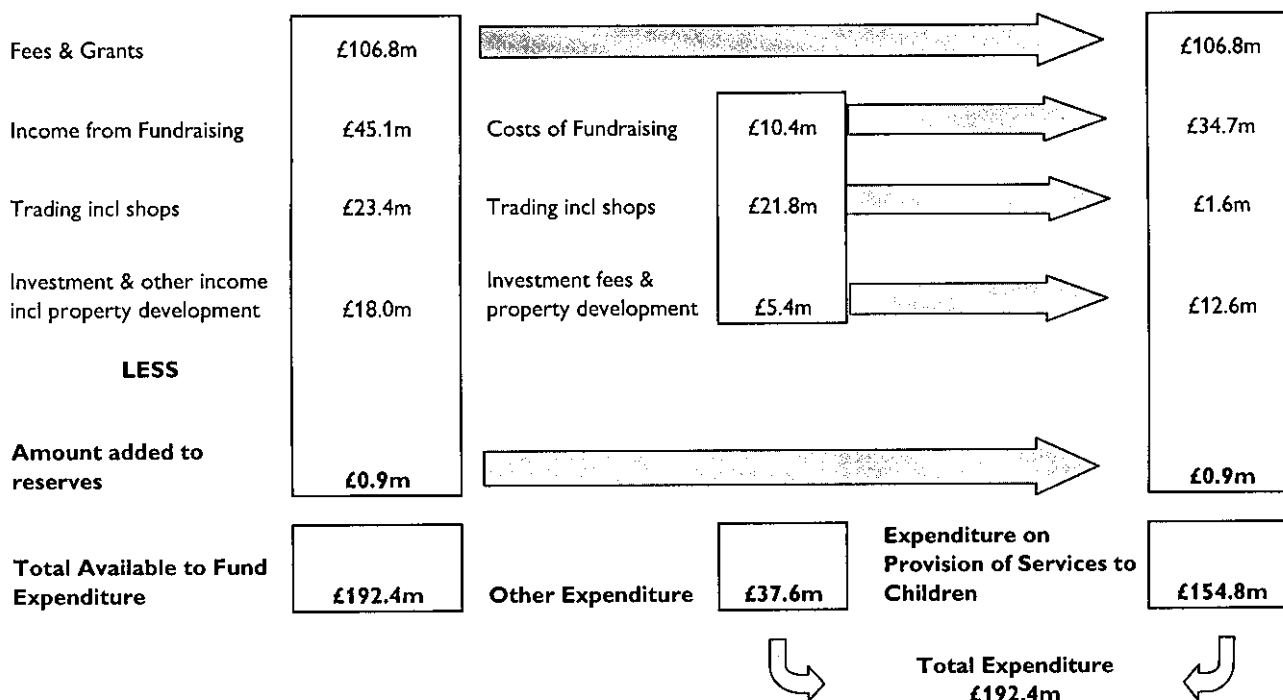 Fees & Grants £106.8m £106.8m
Income from Fundraising £45.1m Costs of Fundraising £10.4m £34.7m
Trading incl shops £23.4m Trading incl shops £21.8m £1.6m
Investment & other income Investment fees &
incl property development £18.0m property development £5.4m £12.6m
LESS
Amount added to
reserves £0.9m £0.9m
Expenditure on
Total Available to Fund Provision of Services to
Expenditure £192.4m Other Expenditure £37.6m Children £154.8m
Total Expenditure
£192.4m